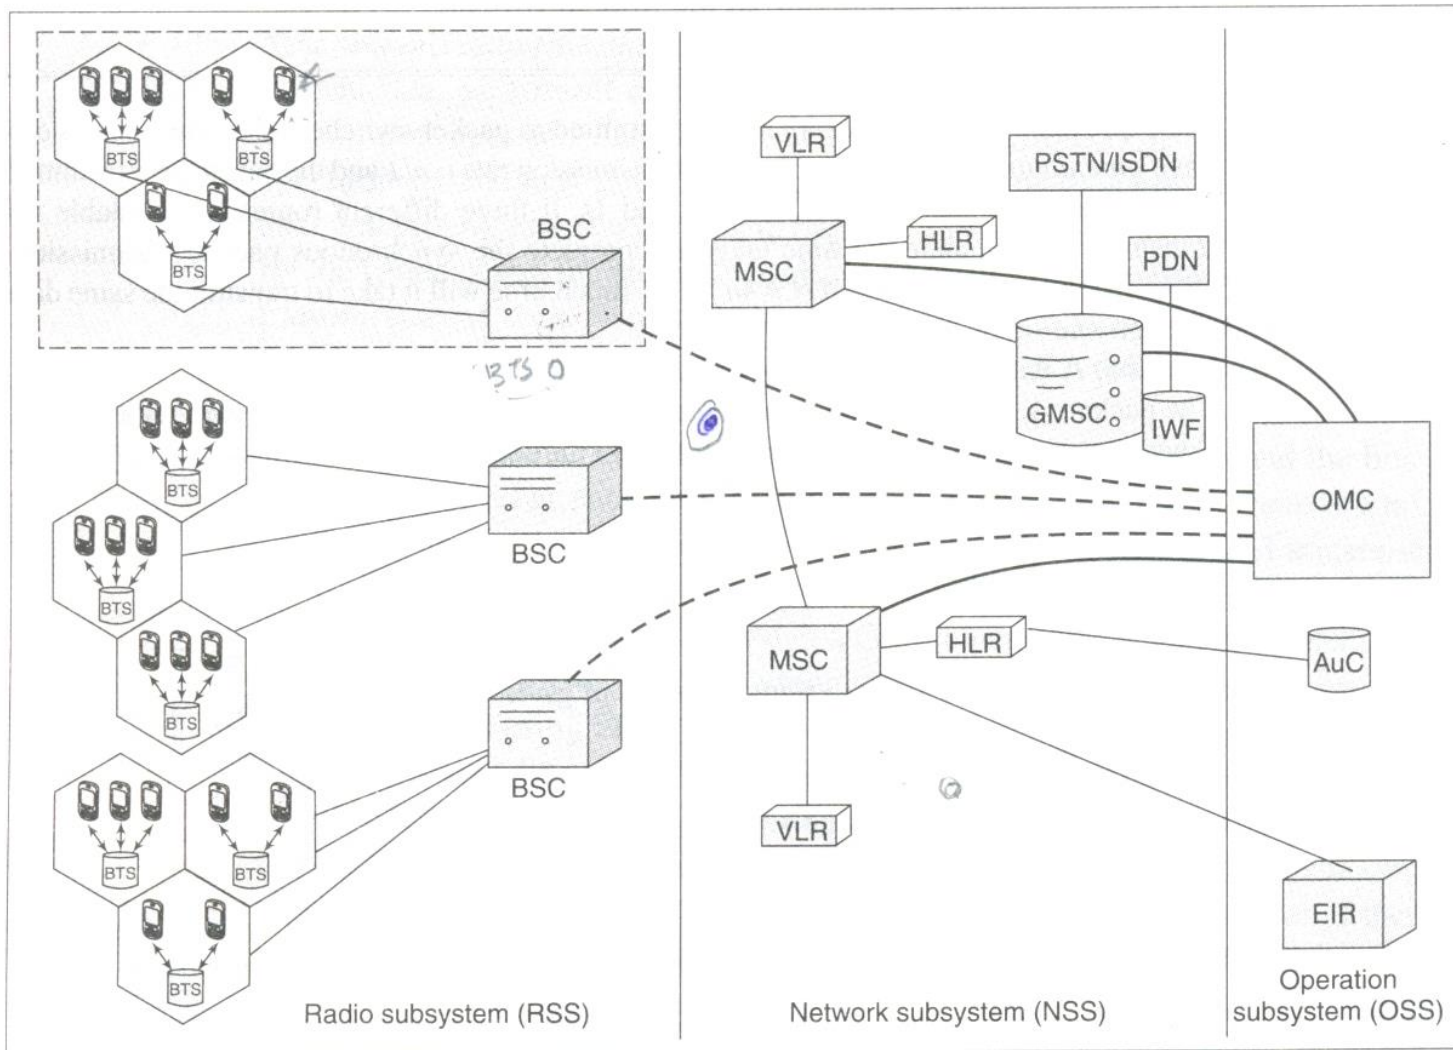 BTS
BTS
BTS
BSC
BTS 0
BTS
BTS
BTS
BSC
BTS
BTS
BTS
BSC
Radio subsystem (RSS)
VLR
PSTN/ISDN
MSC
HLR
PDN
GMSC
IWF
MSC
HLR
VLR
Network subsystem (NSS)
OMC
AuC
EIR
Operation
subsystem (OSS)